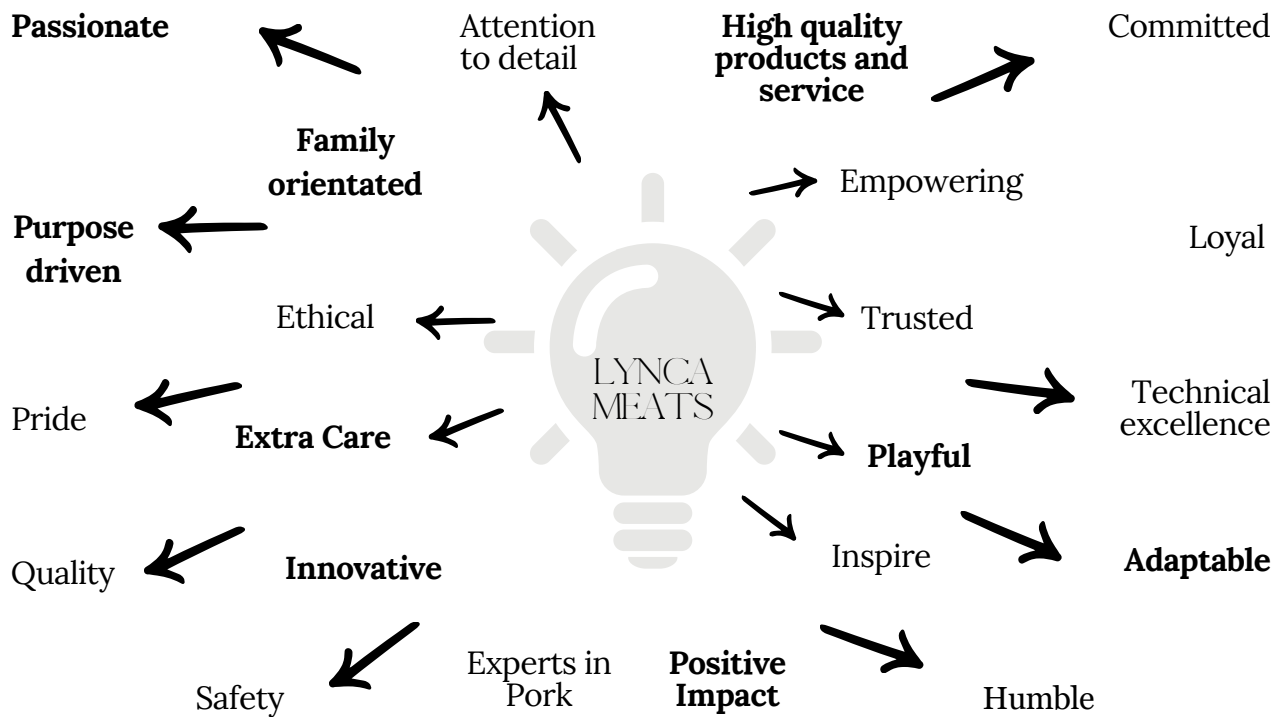 Passionate
Attention
to detail
High quality
products and
service
Committed
Family
orientated
Empowering
Purpose
driven
Loyal
Ethical
Trusted
LYNCA
MEATS
Technical
excellence
Pride
Extra Care
Playful
Quality
Innovative
Inspire
Adaptable
Safety
Experts in
Pork
Positive
Impact
Humble